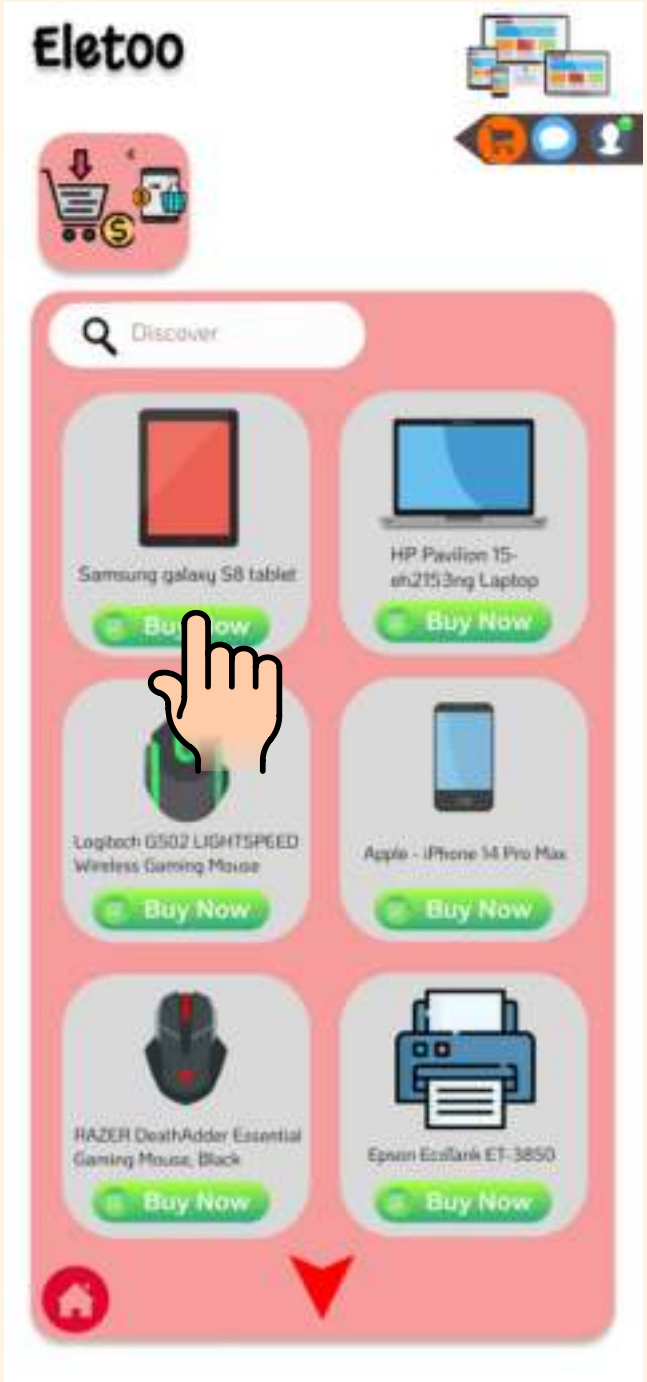 Eletoo
Discover
Samsung galaxy S8 tablet
Buy Now
HP Pavilion 15-
eh2153ng Laptop
Buy Now
Logitech G502 LIGHTSPEED
Wireless Gaming Mouse
Buy Now
Apple - iPhone 14 Pro Max
Buy Now
RAZER DeathAdder Essential
Gaming Mouse, Black
Buy Now
Epson EcoTank ET-3850
Buy Now